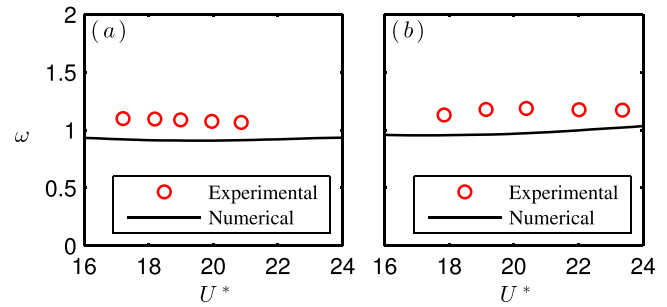 2
(a)
(b)
1.5
ω
1
Experimental
Numerical
Experimental
Numerical
0.5
0
16 18 20 22 24
16 18 20 22 24
U*
U*